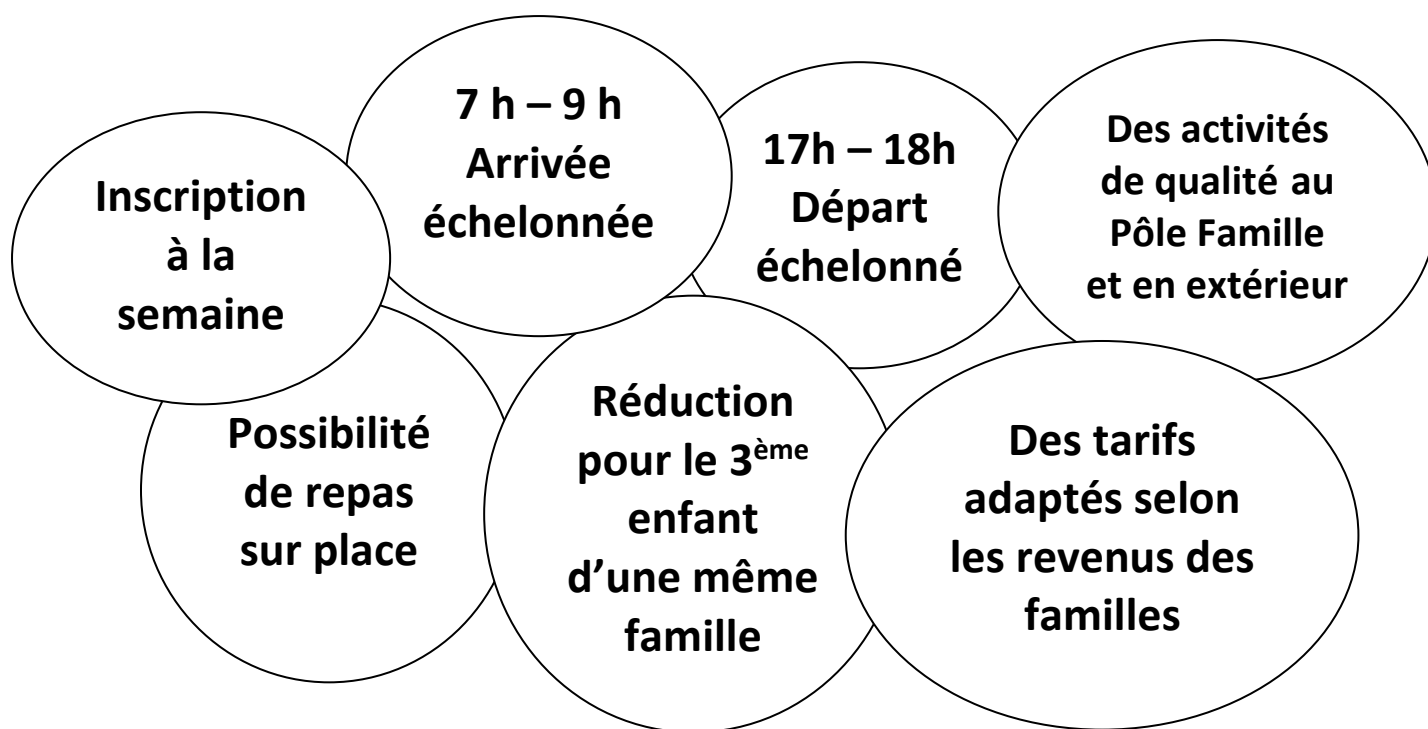 Inscription
à la
semaine
7 h – 9 h
Arrivée
échelonnée
17h – 18h
Départ
échelonné
Des activités
de qualité au
Pôle Famille
et en extérieur
Possibilité
de repas
sur place
Réduction
pour le 3ème
enfant
d’une même
famille
Des tarifs
adaptés selon
les revenus des
familles